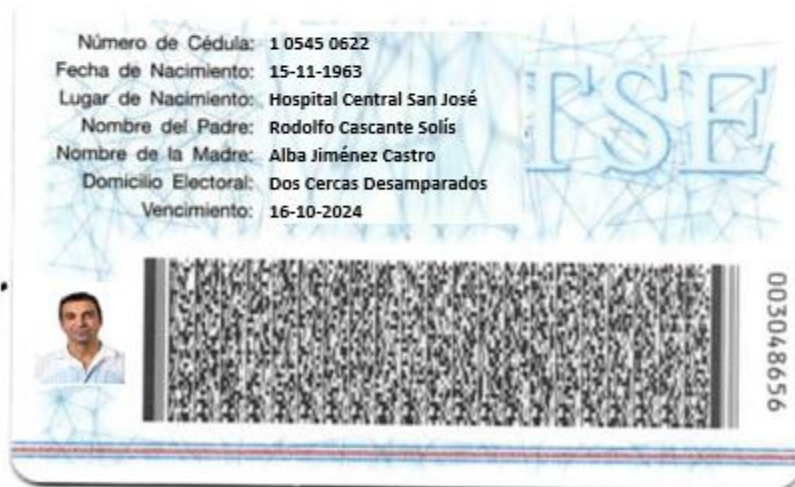 Número de Cédula: 1 0545 0622
Fecha de Nacimiento: 15-11-1963
Lugar de Nacimiento: Hospital Central San José
Nombre del Padre: Rodolfo Cascante Solís
Nombre de la Madre: Alba Jiménez Castro
Domicilio Electoral: Dos Cercas Desamparados
Vencimiento: 16-10-2024
TSE
003048656